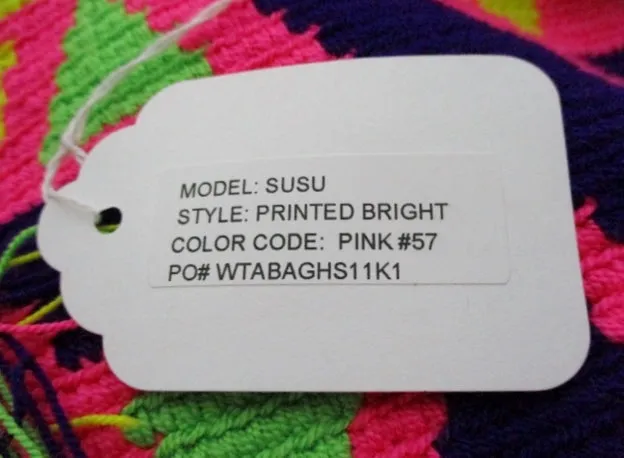 MODEL: SUSU
STYLE: PRINTED BRIGHT
COLOR CODE: PINK #57
PO# WTABAGHS11K1